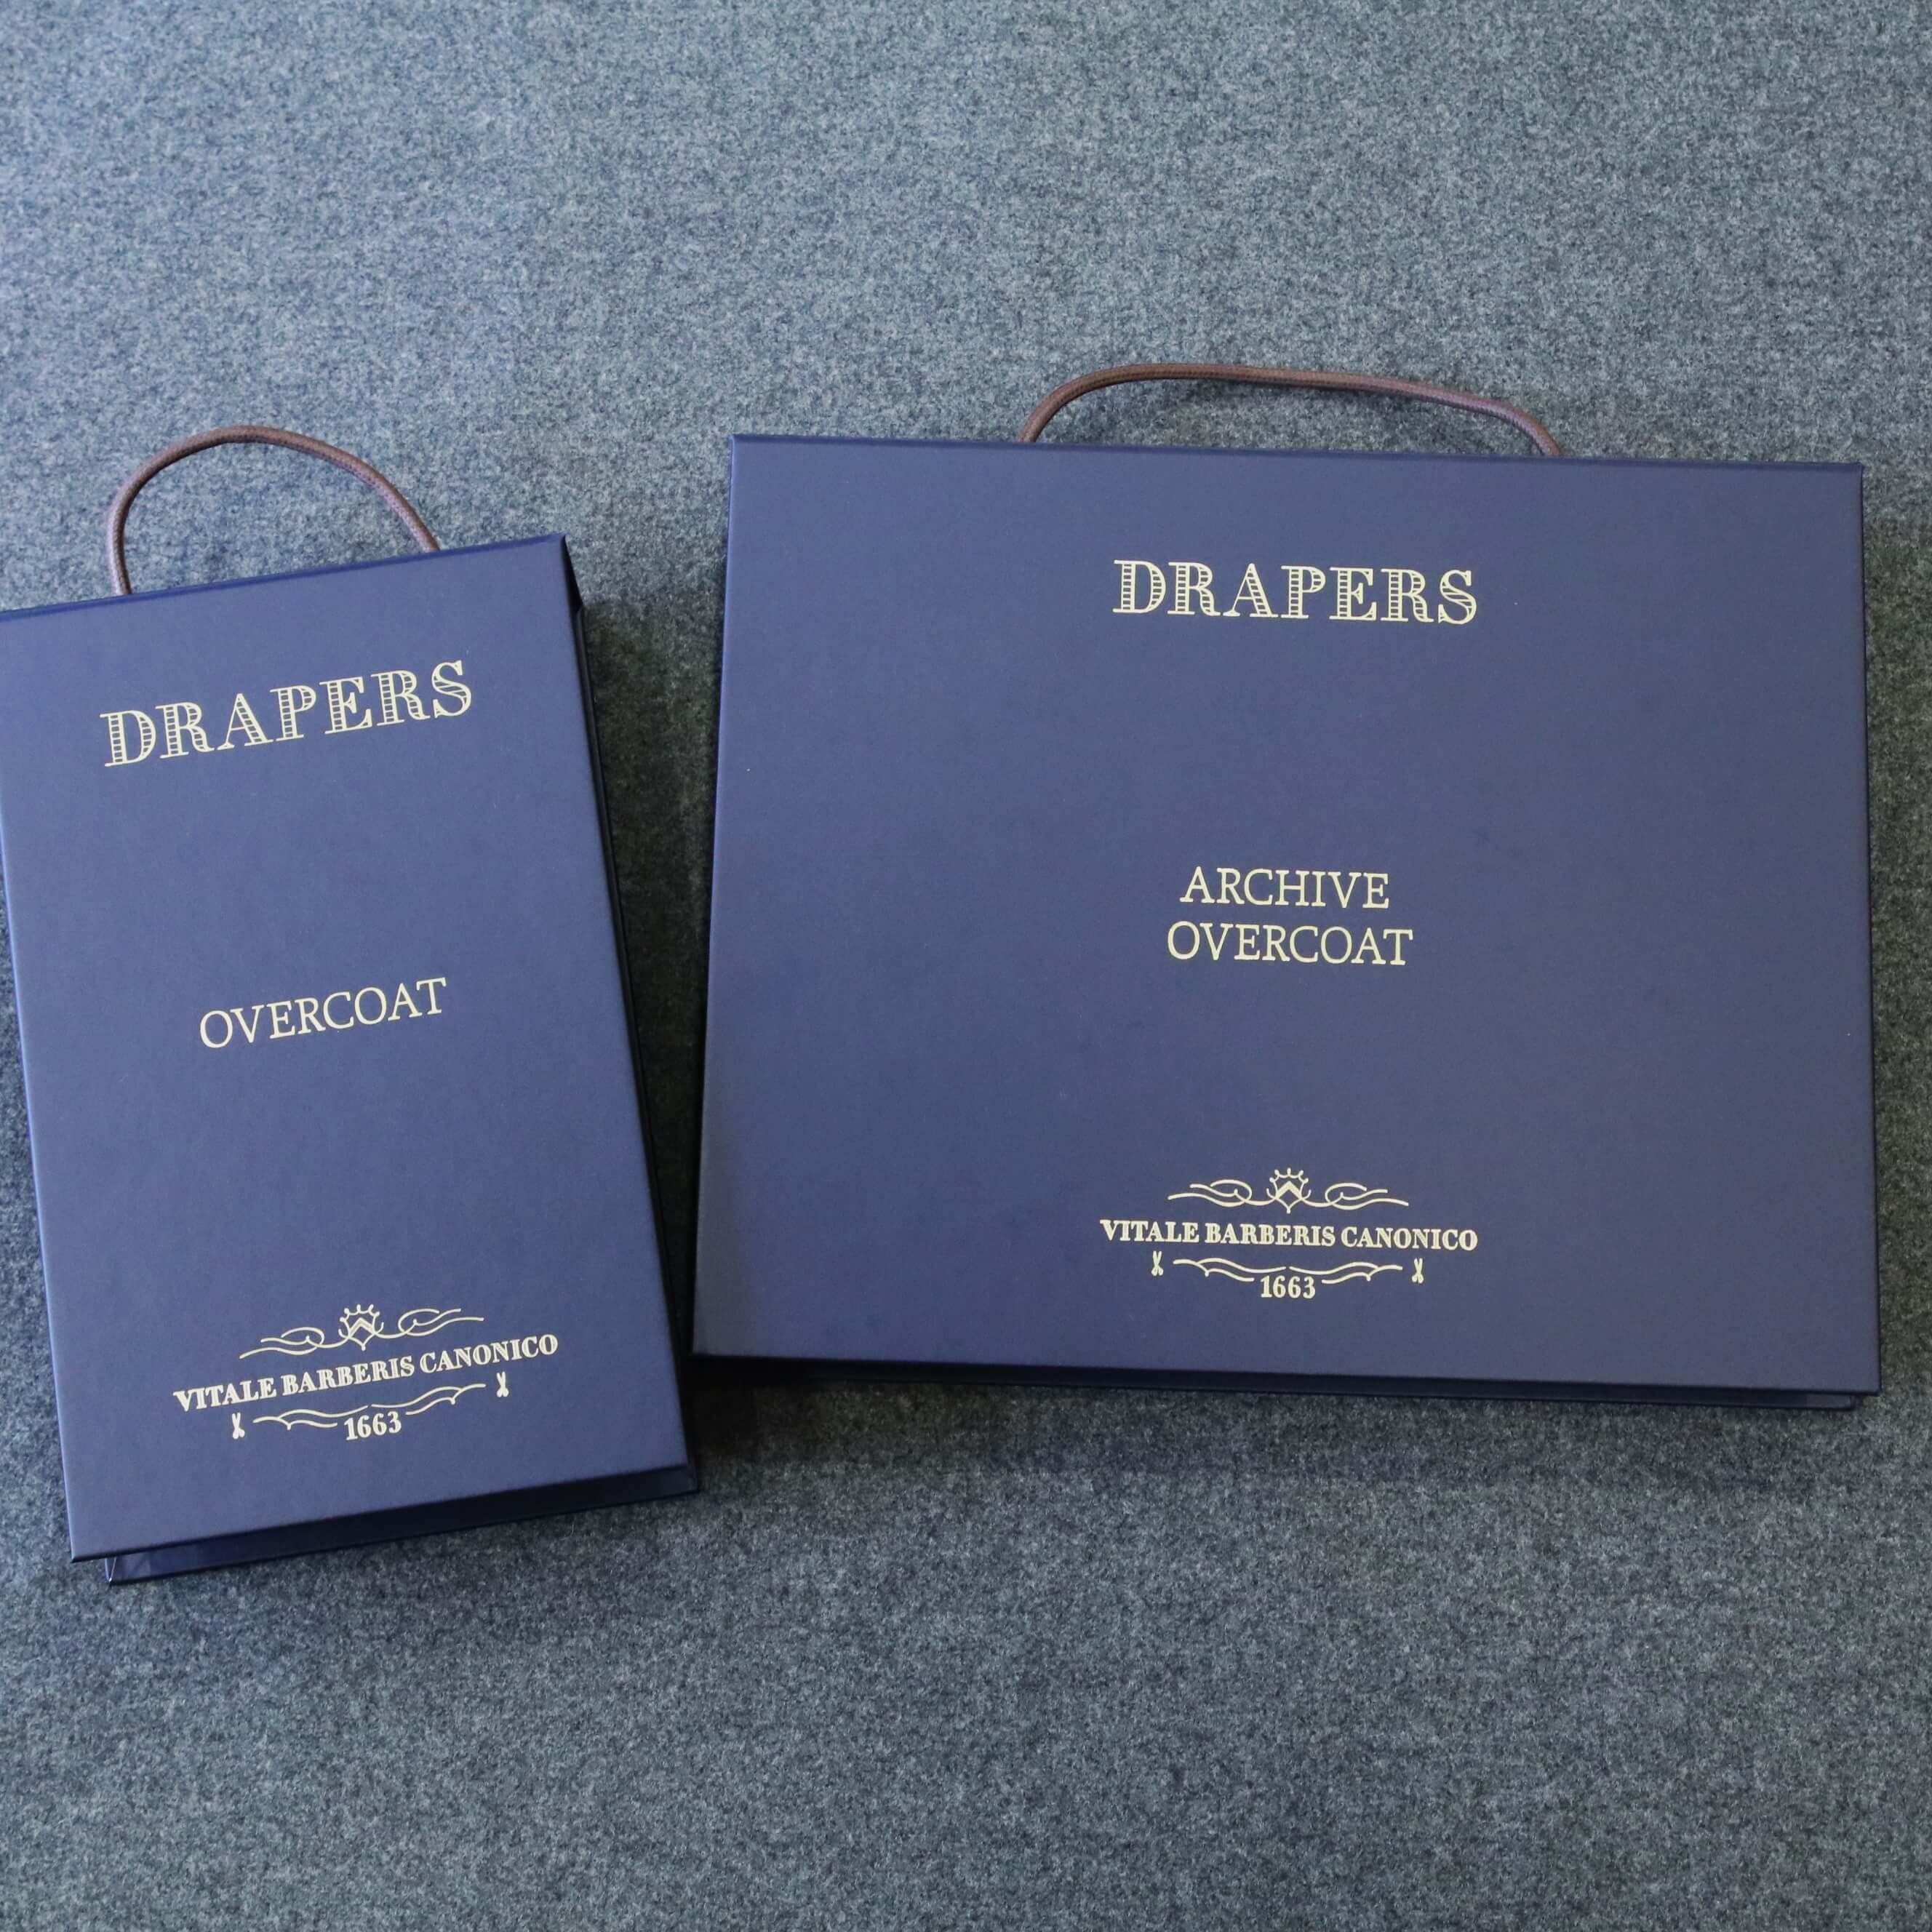 DRAPERS
OVERCOAT
VITALE BARBERIS CANONICO
1663
DRAPERS
ARCHIVE
OVERCOAT
VITALE BARBERIS CANONICO
1663